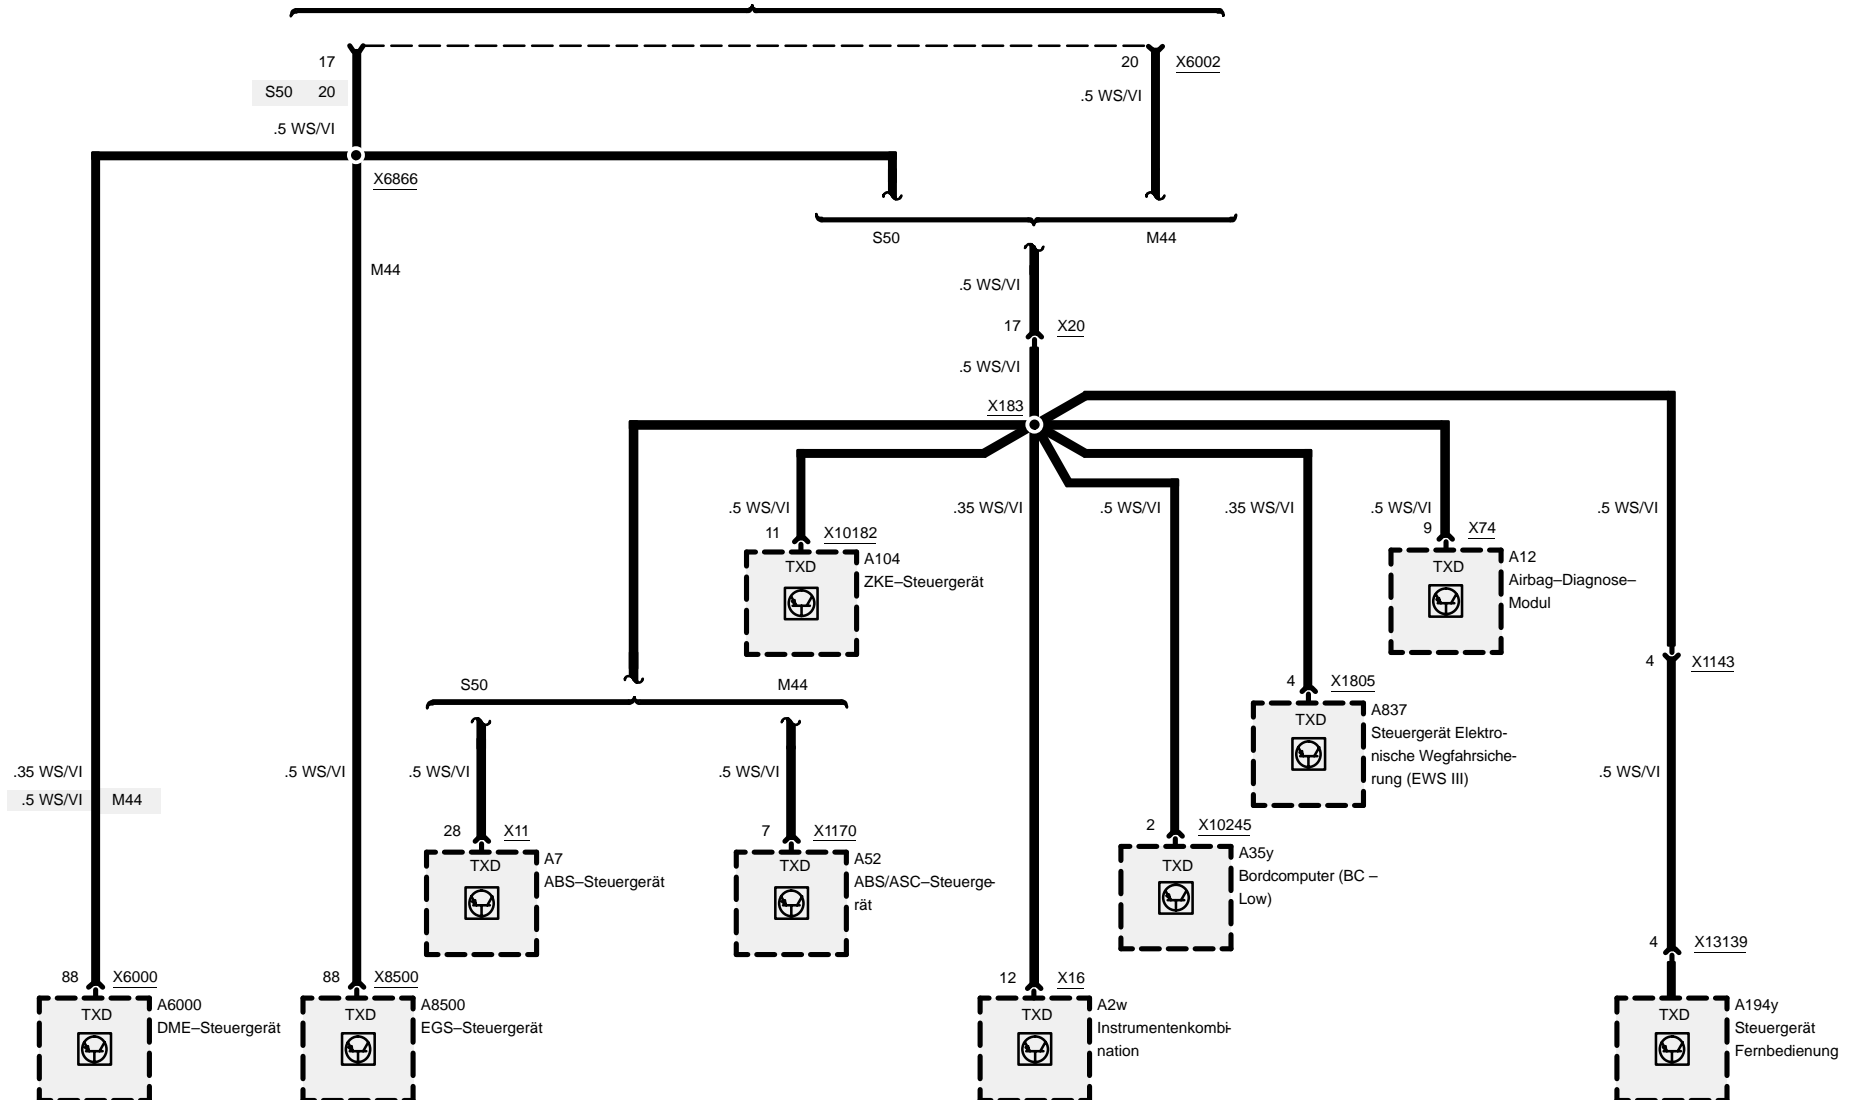 17
20
X6002
S50 20
.5 WS/VI
.5 WS/VI
X6866
S50
M44
M44
.5 WS/VI
17
X20
.5 WS/VI
X183
.5 WS/VI
.35 WS/VI
.5 WS/VI
.35 WS/VI
.5 WS/VI
.5 WS/VI
11
X10182
A104
ZKE–Steuergerät
TXD
9
X74
A12
Airbag–Diagnose–
Modul
TXD
4
X1143
S50
M44
4
X1805
A837
Steuergerät Elektro-
nische Wegfahrsiche-
rung (EWS III)
TXD
.35 WS/VI
.5 WS/VI
M44
.5 WS/VI
.5 WS/VI
.5 WS/VI
.5 WS/VI
28
X11
A7
ABS–Steuergerät
TXD
7
X1170
A52
ABS/ASC–Steuerge-
rät
TXD
2
X10245
A35y
Bordcomputer (BC –
Low)
TXD
4
X13139
88
X6000
A6000
DME–Steuergerät
TXD
88
X8500
A8500
EGS–Steuergerät
TXD
12
X16
A2w
Instrumentenkombi-
nation
TXD
A194y
Steuergerät
Fernbedienung
TXD